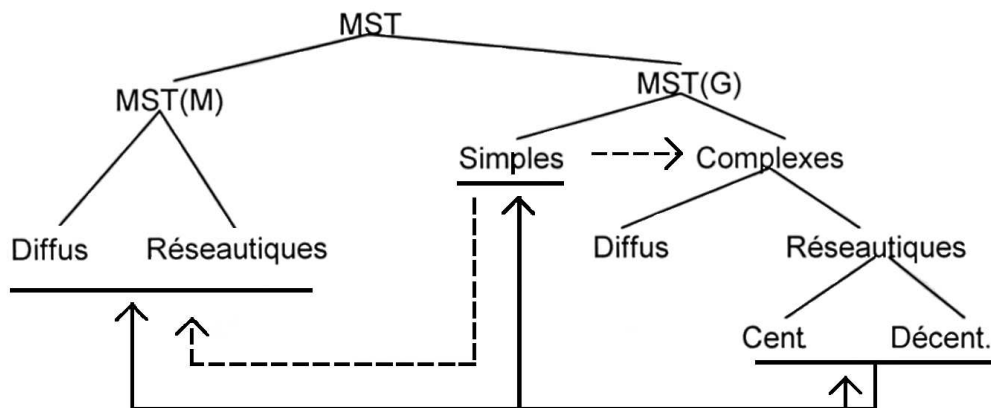 MST
MST(M)
MST(G)
Simples
Complexes
Diffus
Réseautiques
Diffus
Réseautiques
Cent
Décent.